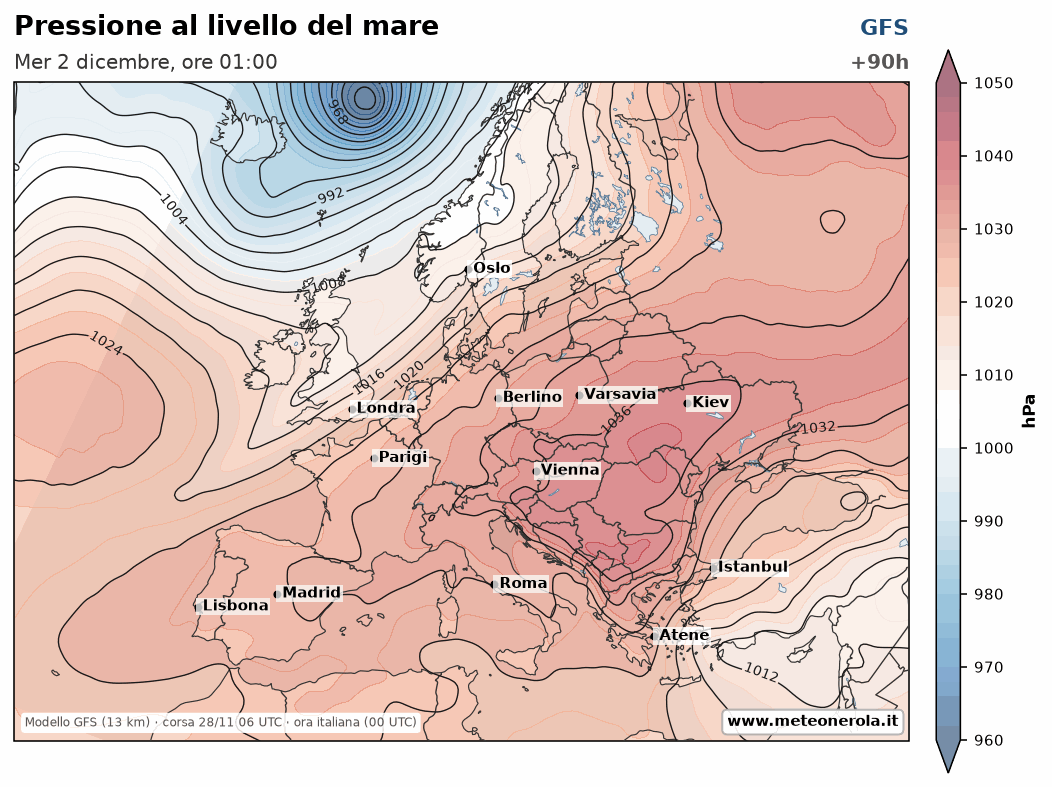 Pressione al livello del mare
GFS
Mer 2 dicembre, ore 01:00
+90h
968
992
1004
1008
1024
1016
1020
1036
1032
1012
Oslo
Londra
Berlino
Varsavia
Kiev
Parigi
Vienna
Istanbul
Madrid
Roma
Lisbona
Atene
Modello GFS (13 km) · corsa 28/11 06 UTC · ora italiana (00 UTC)
www.meteonerola.it
1050
1040
1030
1020
1010
1000
990
980
970
960
hPa